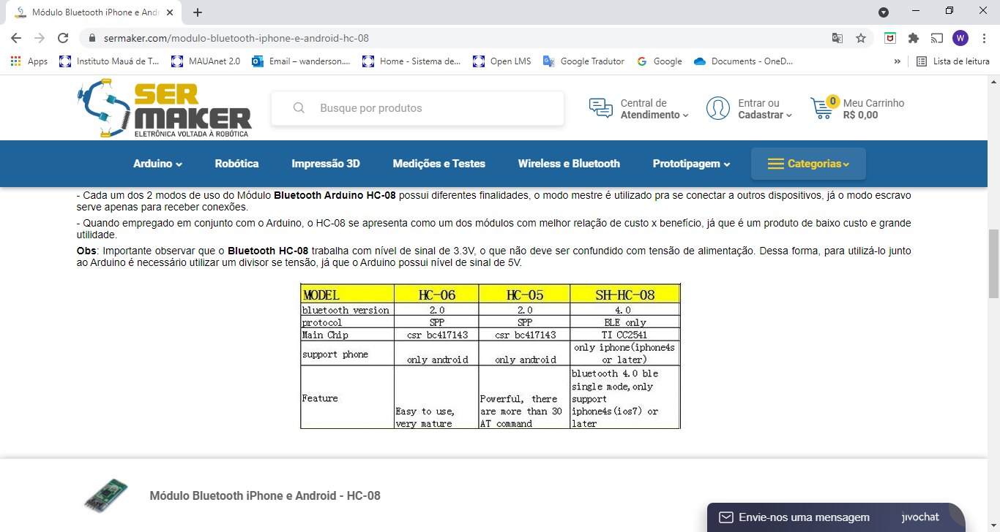 Módulo Bluetooth iPhone e Andr
sermaker.com/modulo-bluetooth-iphone-e-android-hc-08
W
Apps
Instituto Mauá de T...
MAUAnet 2.0
Email – wanderson....
Home - Sistema de...
Open LMS
Google Tradutor
Google
Documents - OneD...
»
Lista de leitura
SER
MAKER
ELETRÔNICA VOLTADA À ROBÓTICA
Busque por produtos
Central de
Atendimento
Entrar ou
Cadastrar
0
Meu Carrinho
R$ 0,00
Arduino
Robótica
Impressão 3D
Medições e Testes
Wireless e Bluetooth
Prototipagem
Categorias
- Cada um dos 2 modos de uso do Módulo Bluetooth Arduino HC-08 possui diferentes finalidades, o modo mestre é utilizado pra se conectar a outros dispositivos, já o modo escravo
serve apenas para receber conexões.
- Quando empregado em conjunto com o Arduino, o HC-08 se apresenta como um dos módulos com melhor relação de custo x benefício, já que é um produto de baixo custo e grande
utilidade.
Obs: Importante observar que o Bluetooth HC-08 trabalha com nível de sinal de 3.3V, o que não deve ser confundido com tensão de alimentação. Dessa forma, para utilizá-lo junto
ao Arduino é necessário utilizar um divisor se tensão, já que o Arduino possui nível de sinal de 5V.
MODEL HC-06 HC-05 SH-HC-08
bluetooth version 2.0 2.0 4.0
protocol SPP SPP BLE only
Main Chip csr bc417143 csr bc417143 TI CC2541
support phone only android only android only iphone(iphone4s
or later)
Feature
Easy to use,
very mature
Powerful, there
are more than 30
AT command
bluetooth 4.0 ble
single mode,only
support
iphone4s(ios7) or
later
Módulo Bluetooth iPhone e Android - HC-08
Envie-nos uma mensagem
jivochat